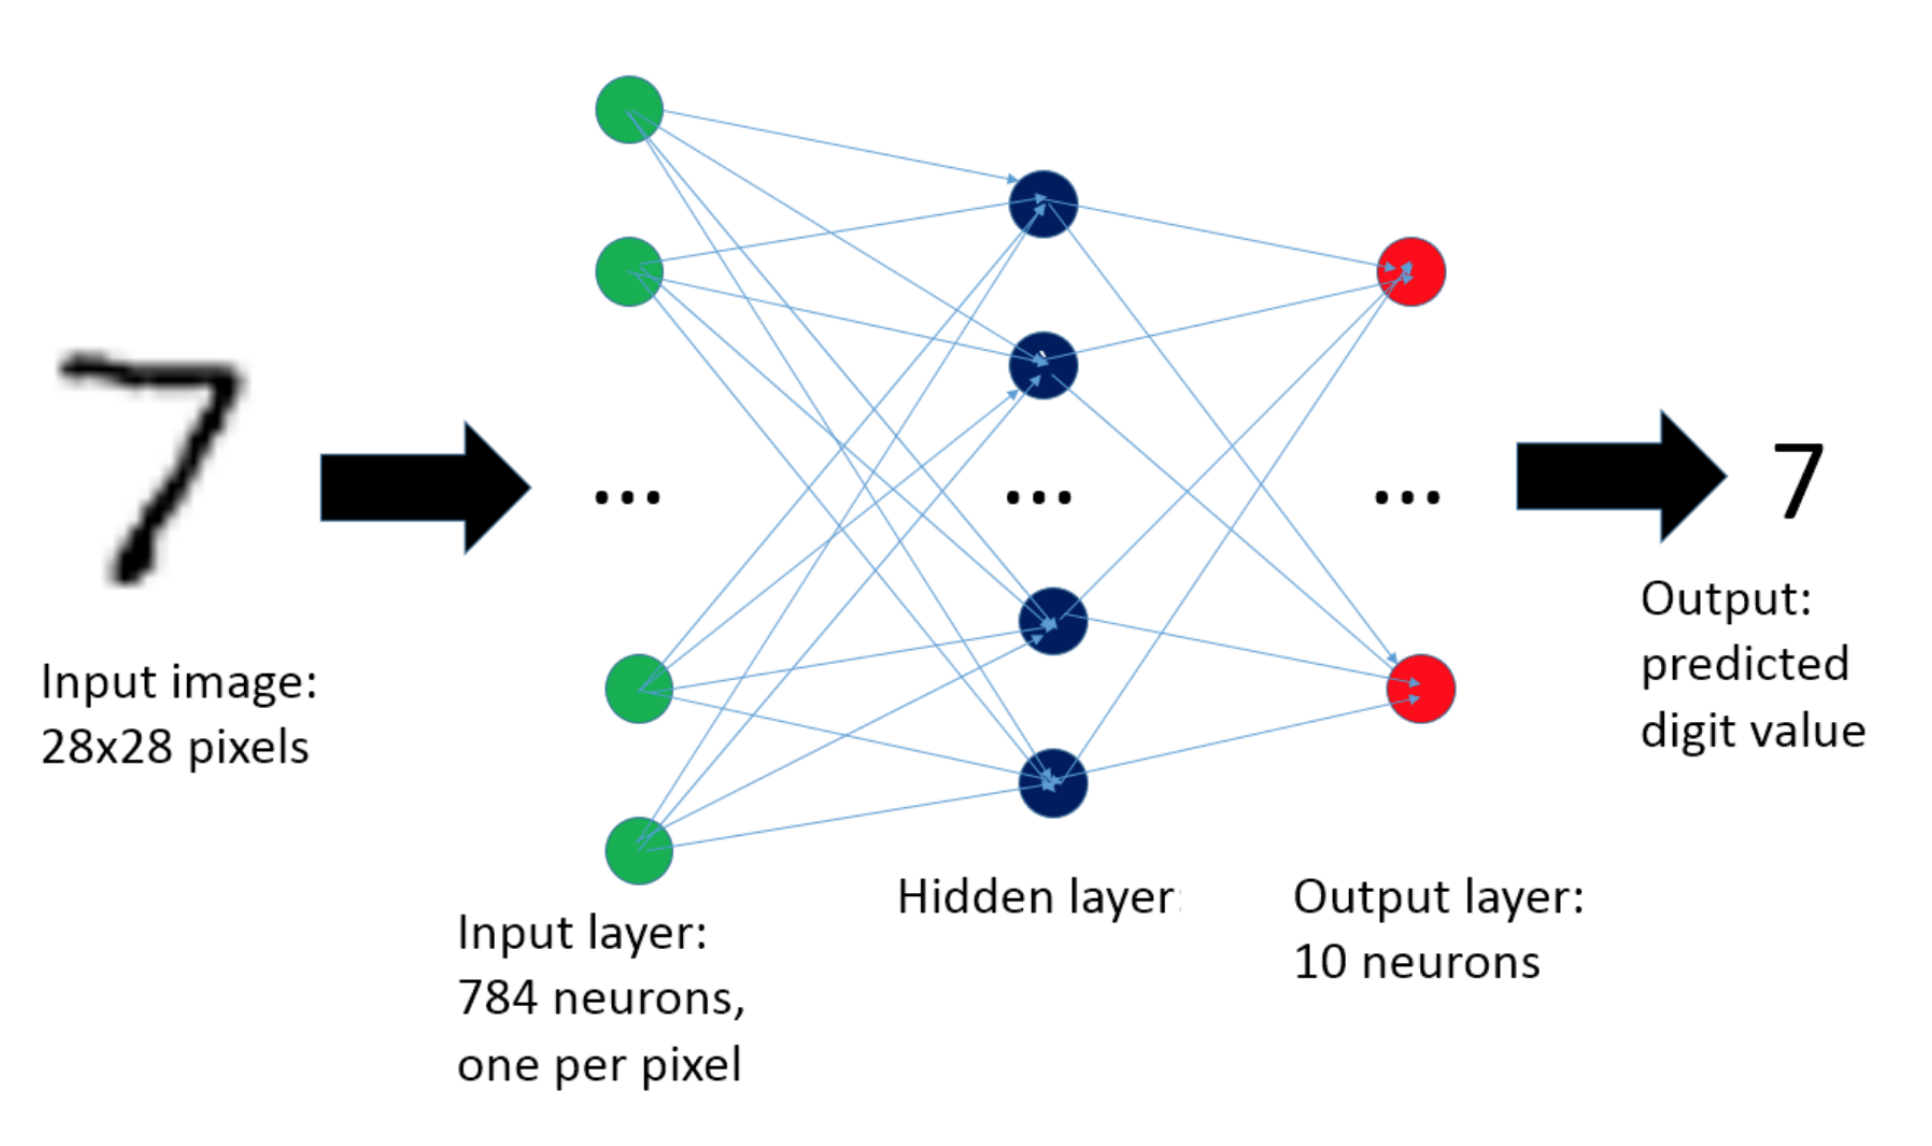 7
Input image:
28x28 pixels
...
...
...
Input layer:
784 neurons,
one per pixel
Hidden layer:
Output layer:
10 neurons
7
Output:
predicted
digit value